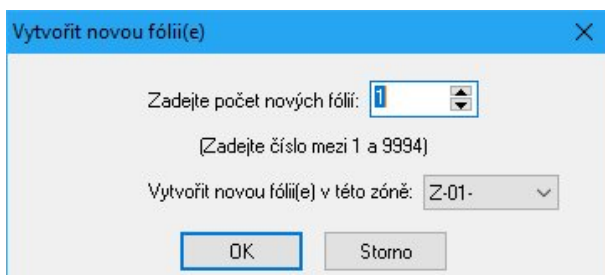 Vytvořit novou fólii(e)
Zadejte počet nových fólií: 1
(Zadejte číslo mezi 1 a 9994)
Vytvořit novou fólii(e) v této zóně: Z-01-
OK Storno